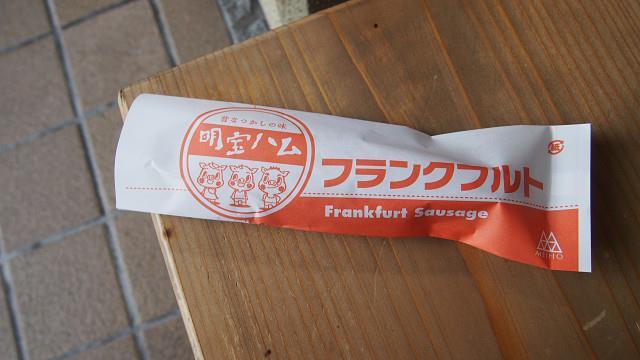 昔なつかしの味
明宝ハム
フランクフルト
Frankfurt Sausage
紙
MEIHO